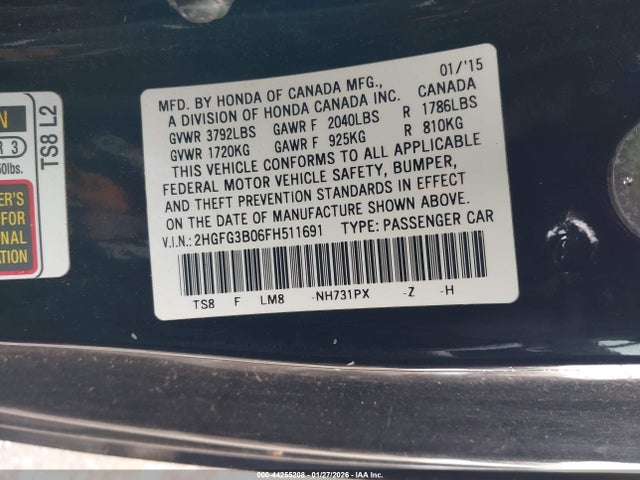 MFD. BY HONDA OF CANADA MFG., 01/'15
A DIVISION OF HONDA CANADA INC. CANADA
GVWR 3792LBS GAWR F 2040LBS R 1786LBS
GVWR 1720KG GAWR F 925KG R 810KG
THIS VEHICLE CONFORMS TO ALL APPLICABLE
FEDERAL MOTOR VEHICLE SAFETY, BUMPER,
AND THEFT PREVENTION STANDARDS IN EFFECT
ON THE DATE OF MANUFACTURE SHOWN ABOVE.
V.I.N.: 2HGFG3B06FH511691 TYPE: PASSENGER CAR
TS8 F LM8 -NH731PX -Z -H
TS8 L2
N
R 3
50lbs.
ER'S
FOR
000-44255208 - 01/27/2026 - IAA Inc.